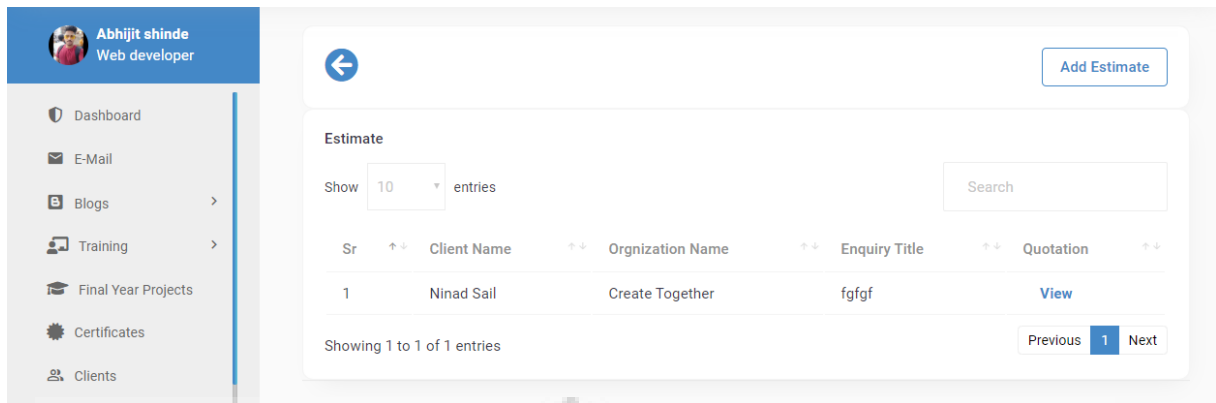 Abhijit shinde
Web developer
Dashboard
E-Mail
Blogs
Training
Final Year Projects
Certificates
Clients
Add Estimate
Estimate
Show 10 entries
Search
Sr Client Name Orgnization Name Enquiry Title Quotation
1 Ninad Sail Create Together fgfgf View
Showing 1 to 1 of 1 entries
Previous 1 Next